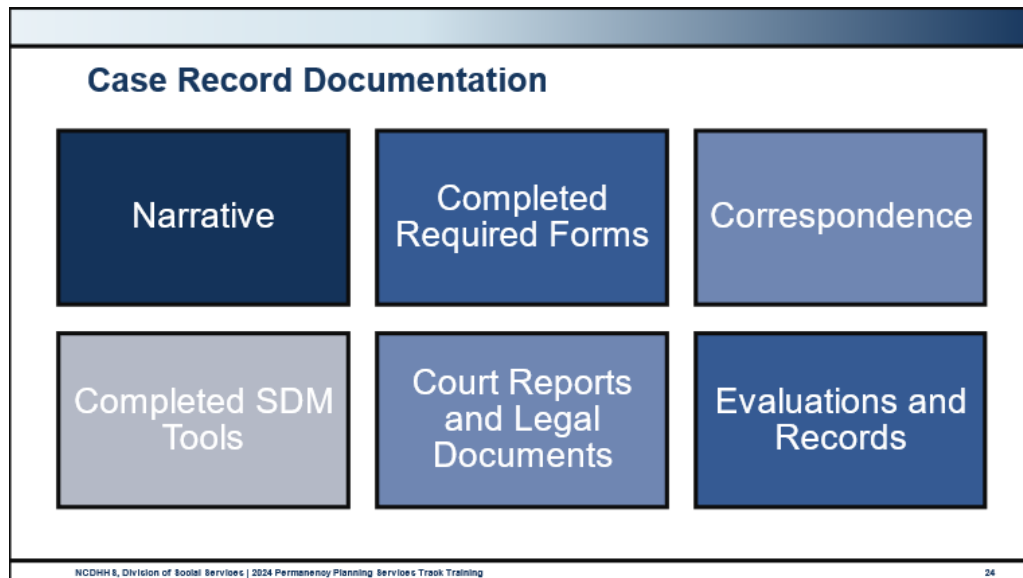 Case Record Documentation
Narrative
Completed
Required Forms
Correspondence
Completed SDM
Tools
Court Reports
and Legal
Documents
Evaluations and
Records
NCDHHS, Division of Social Services | 2024 Permanency Planning Services Track Training
24